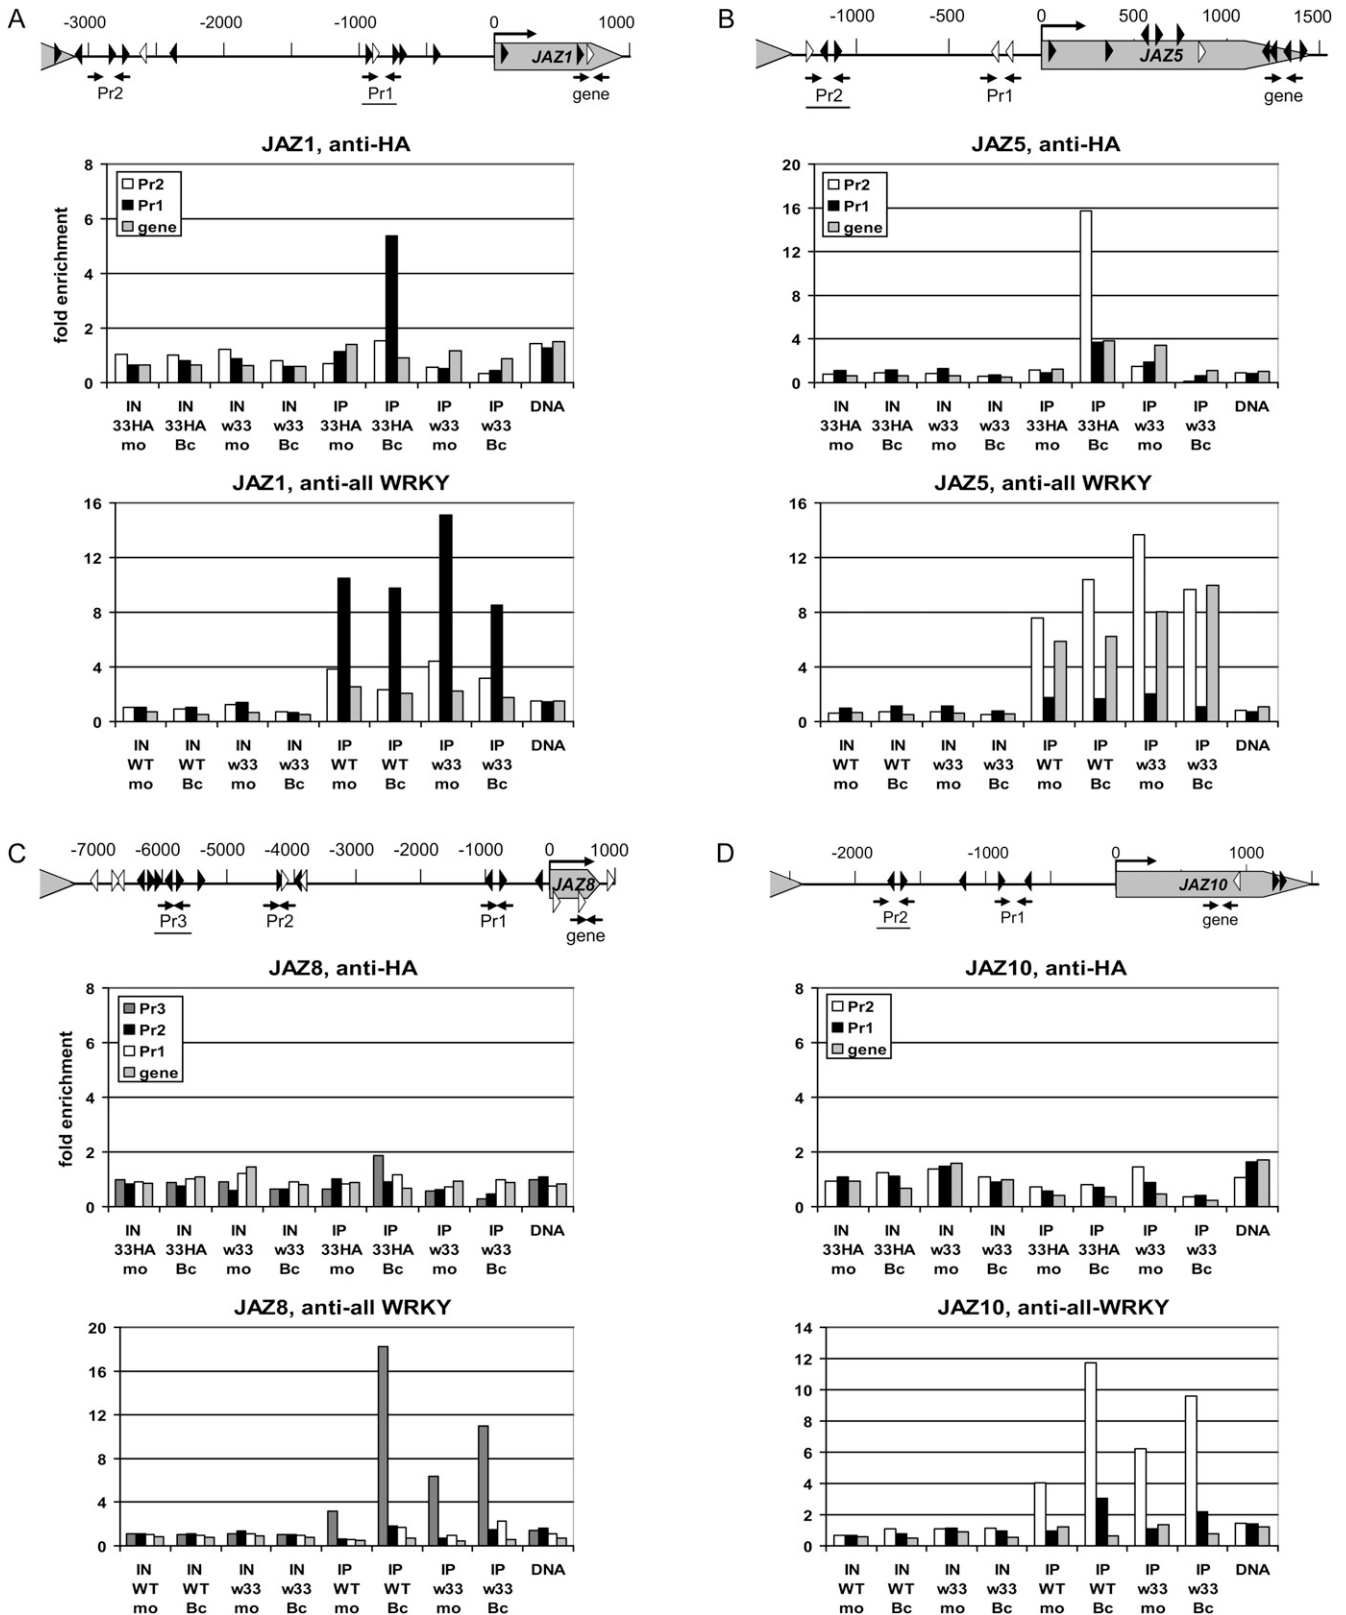 A
-3000 -2000 -1000 0 1000
JAZ1
Pr2 Pr1 gene
JAZ1, anti-HA
fold enrichment
8
6
4
2
0
Pr2
Pr1
gene
IN IN IN IN IP IP IP IP DNA
33HA 33HA w33 w33 33HA 33HA w33 w33
mo Bc mo Bc mo Bc mo Bc
JAZ1, anti-all WRKY
16
12
8
4
0
IN IN IN IN IP IP IP IP DNA
WT WT w33 w33 WT WT w33 w33
mo Bc mo Bc mo Bc mo Bc
B
-1000 -500 0 500 1000 1500
JAZ5
Pr2 Pr1 gene
JAZ5, anti-HA
20
16
12
8
4
0
Pr2
Pr1
gene
IN IN IN IN IP IP IP IP DNA
33HA 33HA w33 w33 33HA 33HA w33 w33
mo Bc mo Bc mo Bc mo Bc
JAZ5, anti-all WRKY
16
12
8
4
0
IN IN IN IN IP IP IP IP DNA
WT WT w33 w33 WT WT w33 w33
mo Bc mo Bc mo Bc mo Bc
C
-7000 -6000 -5000 -4000 -3000 -2000 -1000 0 1000
JAZ8
Pr3 Pr2 Pr1 gene
JAZ8, anti-HA
fold enrichment
8
6
4
2
0
Pr3
Pr2
Pr1
gene
IN IN IN IN IP IP IP IP DNA
33HA 33HA w33 w33 33HA 33HA w33 w33
mo Bc mo Bc mo Bc mo Bc
JAZ8, anti-all WRKY
20
16
12
8
4
0
IN IN IN IN IP IP IP IP DNA
WT WT w33 w33 WT WT w33 w33
mo Bc mo Bc mo Bc mo Bc
D
-2000 -1000 0 1000
JAZ10
Pr2 Pr1 gene
JAZ10, anti-HA
8
6
4
2
0
Pr2
Pr1
gene
IN IN IN IN IP IP IP IP DNA
33HA 33HA w33 w33 33HA 33HA w33 w33
mo Bc mo Bc mo Bc mo Bc
JAZ10, anti-all-WRKY
14
12
10
8
6
4
2
0
IN IN IN IN IP IP IP IP DNA
WT WT w33 w33 WT WT w33 w33
mo Bc mo Bc mo Bc mo Bc